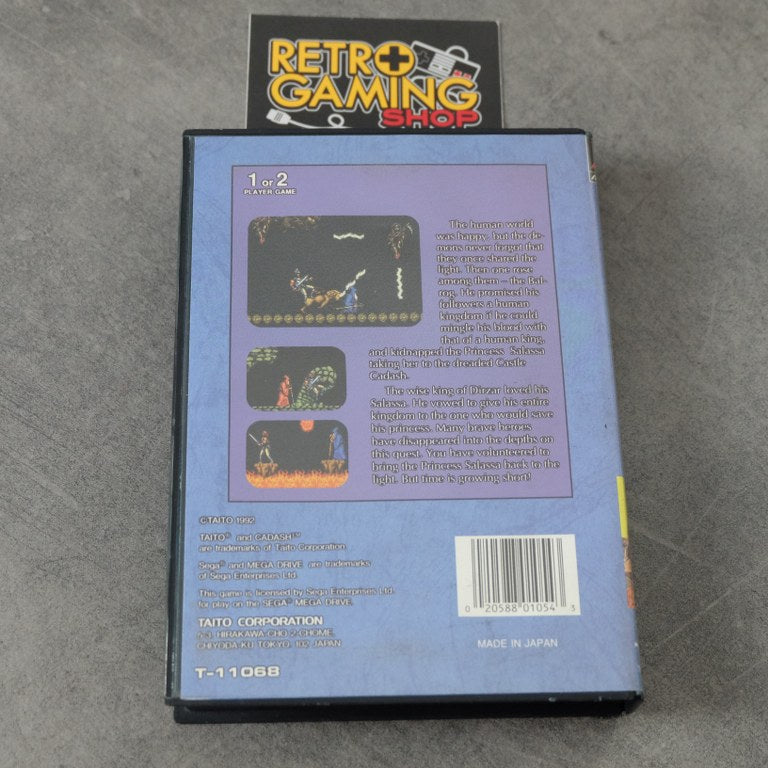 RETRO
GAMING
SHOP
1 or 2
PLAYER GAME
The human world
was happy, but the de-
mons never forgot that
they once shared the
light. Then one rose
among them – the Bal-
rog. He promised his
followers a human
kingdom if he could
mingle his blood with
that of a human king,
and kidnapped the Princess Salassa
taking her to the dreaded Castle
Cadash.
The wise king of Dirzar loved his
Salassa. He vowed to give his entire
kingdom to the one who would save
his princess. Many brave heroes
have disappeared into the depths on
this quest. You have volunteered to
bring the Princess Salassa back to the
light. But time is growing short!
©TAITO 1992
TAITO® and CADASH™
are trademarks of Taito Corporation.
Sega® and MEGA DRIVE are trademarks
of Sega Enterprises Ltd.
This game is licensed by Sega Enterprises Ltd.
for play on the SEGA® MEGA DRIVE.
TAITO CORPORATION
5-3, HIRAKAWA-CHO 2-CHOME,
CHIYODA-KU, TOKYO, 102 JAPAN
T-11068
0 20588 01054 3
MADE IN JAPAN